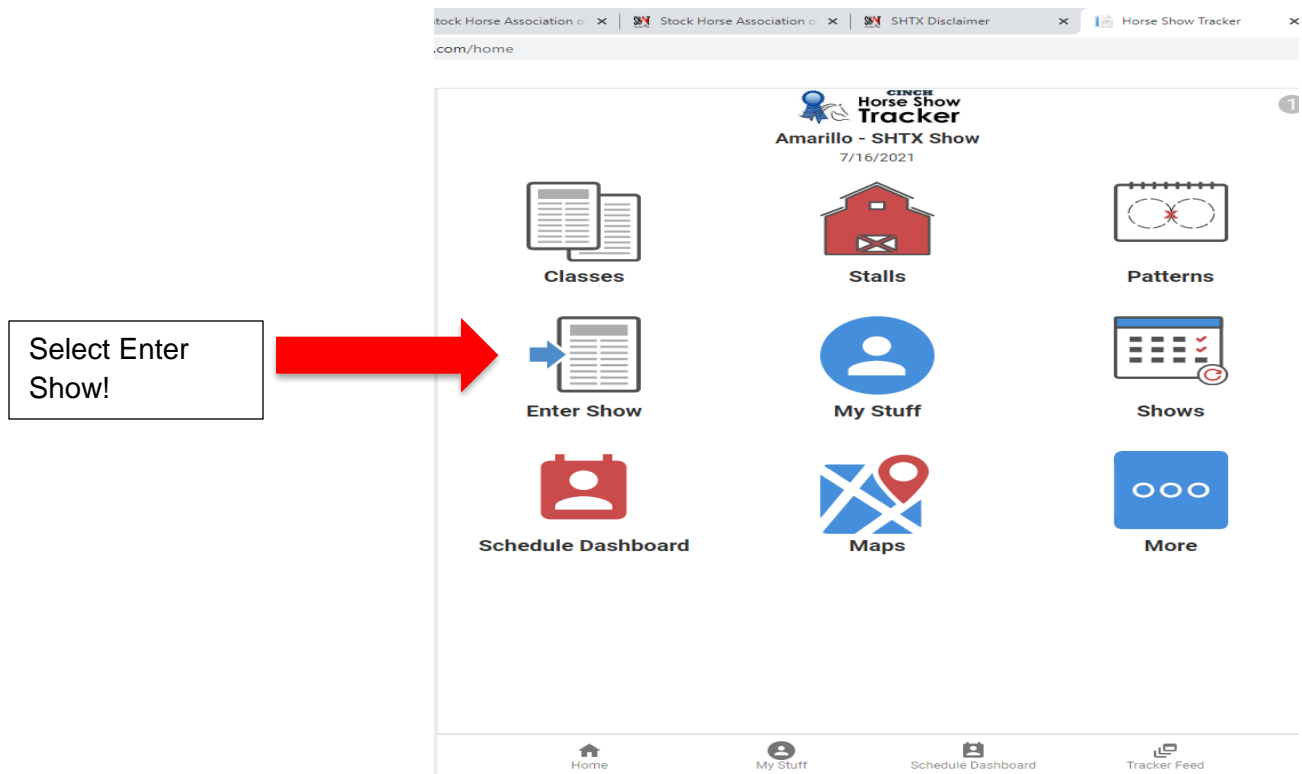 tock Horse Association o
Stock Horse Association o
SHTX Disclaimer
Horse Show Tracker
.com/home
CINCH
Horse Show
Tracker
1
Amarillo - SHTX Show
7/16/2021
Classes
Stalls
Patterns
Select Enter
Show!
Enter Show
My Stuff
Shows
Schedule Dashboard
Maps
More
Home
My Stuff
Schedule Dashboard
Tracker Feed